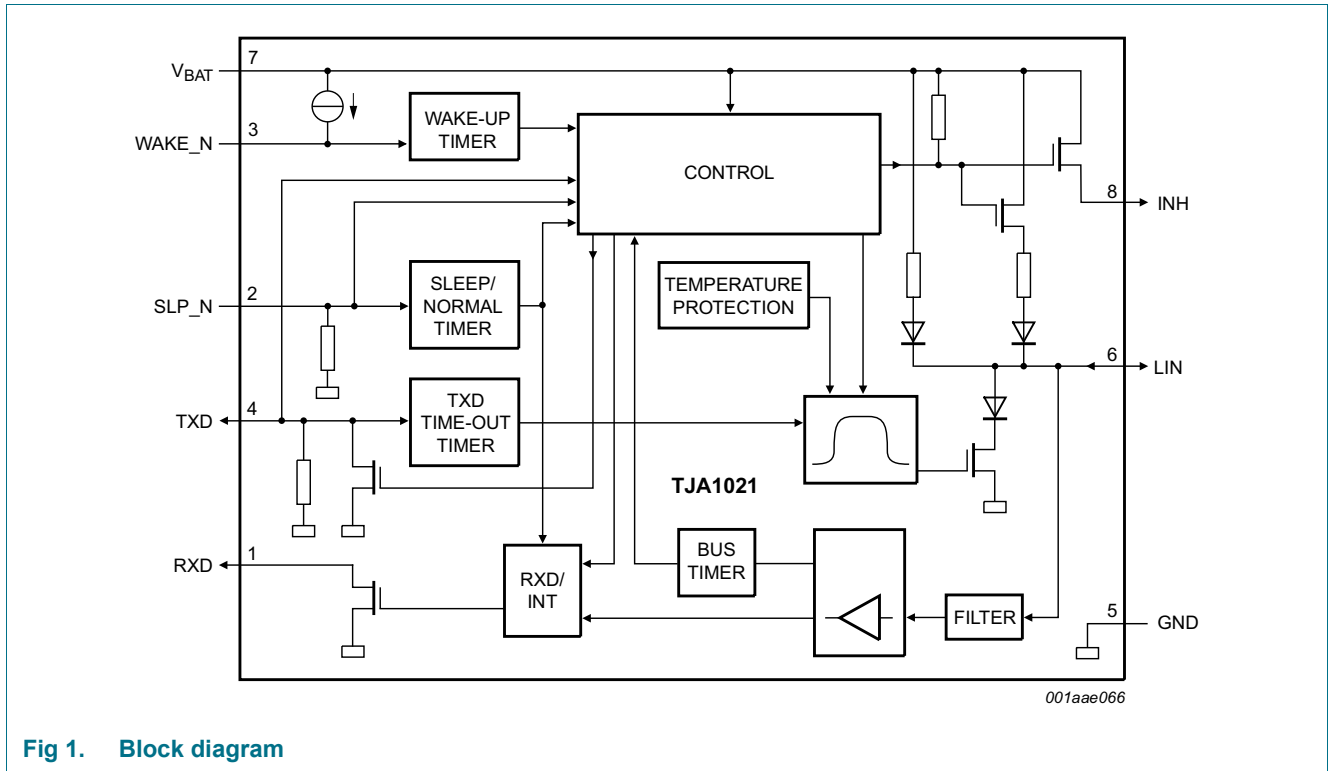 7
VBAT
3
WAKE_N
WAKE-UP
TIMER
CONTROL
8
INH
2
SLP_N
SLEEP/
NORMAL
TIMER
TEMPERATURE
PROTECTION
6
LIN
4
TXD
TXD
TIME-OUT
TIMER
TJA1021
1
RXD
RXD/
INT
BUS
TIMER
FILTER
5
GND
001aae066
Fig 1. Block diagram